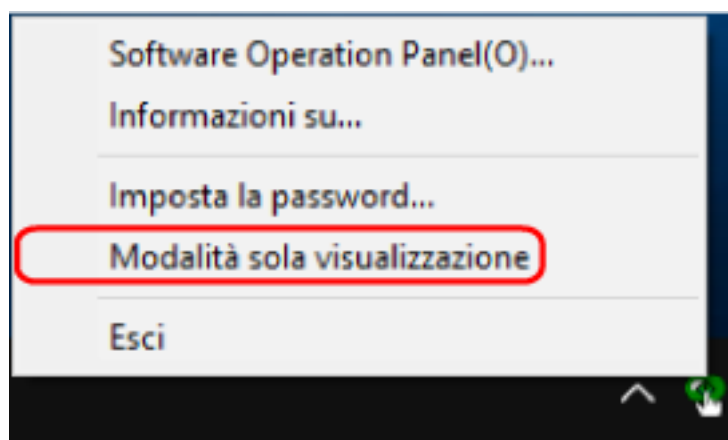 Software Operation Panel(O)...
Informazioni su...
Imposta la password...
Modalità sola visualizzazione
Esci